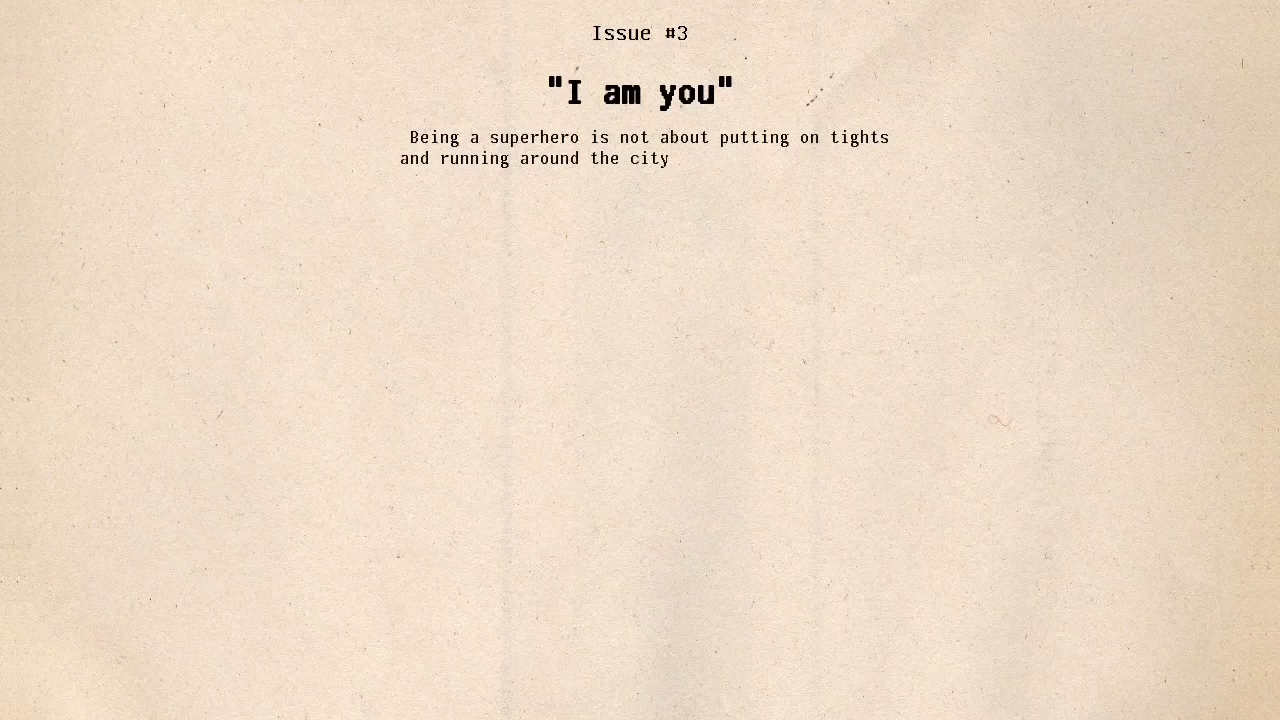 Issue #3
"I am you"
Being a superhero is not about putting on tights
and running around the city